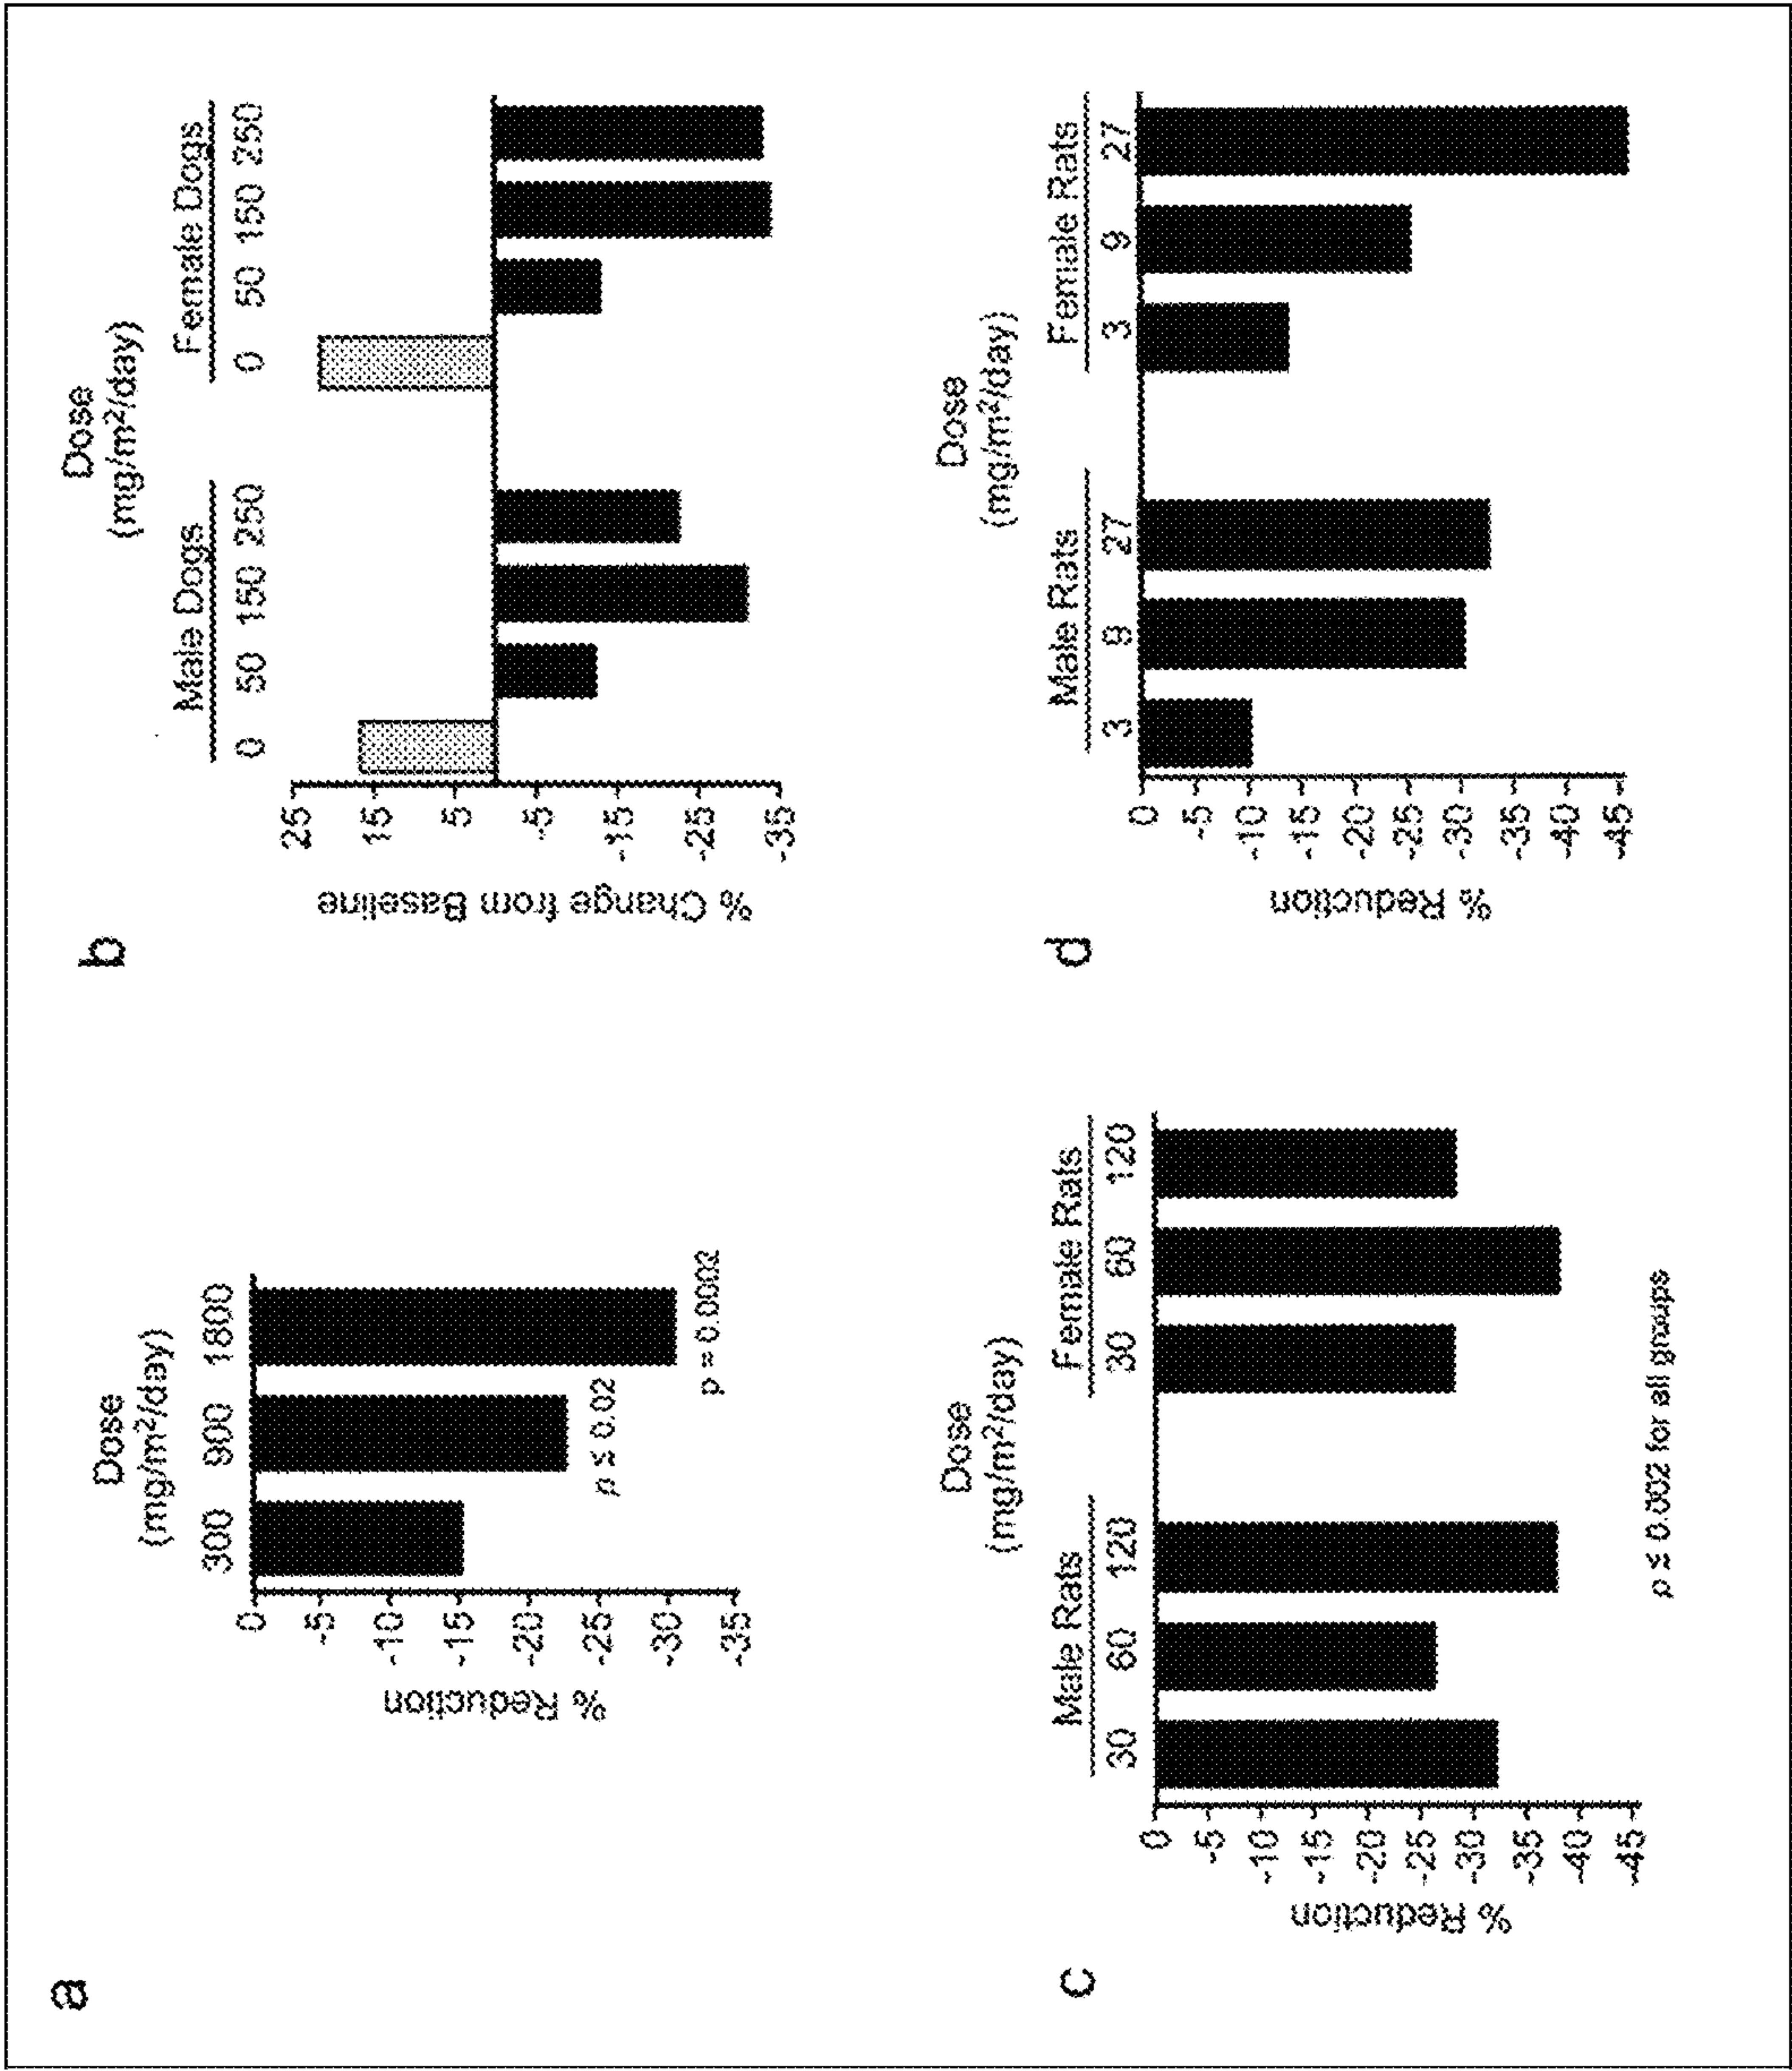 a
Dose
(mg/m²/day)
300 900 1800
0
-5
-10
-15
-20
-25
-30
-35
% Reduction
p ≤ 0.02
p = 0.0002
b
Dose
(mg/m²/day)
Male Dogs Female Dogs
0 50 150 250 0 50 150 250
25
15
5
-5
-15
-25
-35
% Change from Baseline
c
Dose
(mg/m²/day)
Male Rats Female Rats
30 60 120 30 60 120
0
-5
-10
-15
-20
-25
-30
-35
-40
-45
% Reduction
p ≤ 0.002 for all groups
d
Dose
(mg/m²/day)
Male Rats Female Rats
3 9 27 3 9 27
0
-5
-10
-15
-20
-25
-30
-35
-40
-45
% Reduction